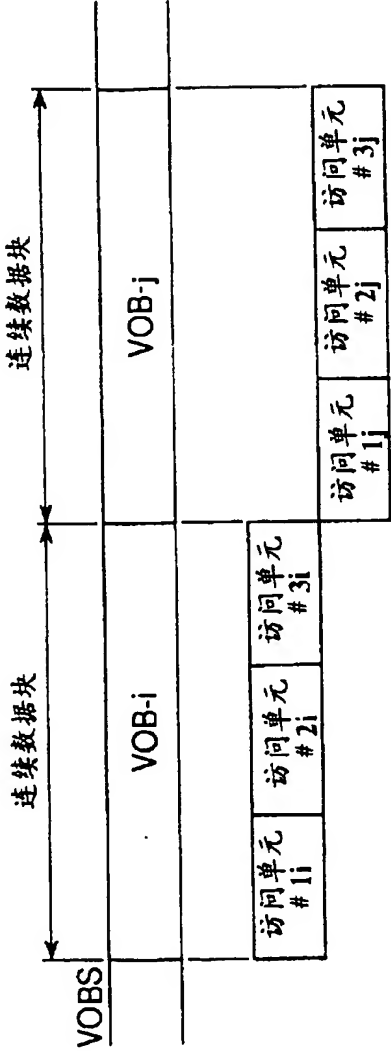 连续数据块
连续数据块
VOBS
VOB-i
VOB-j
访问单元
# 1i
访问单元
# 2i
访问单元
# 3i
访问单元
# 1j
访问单元
# 2j
访问单元
# 3j